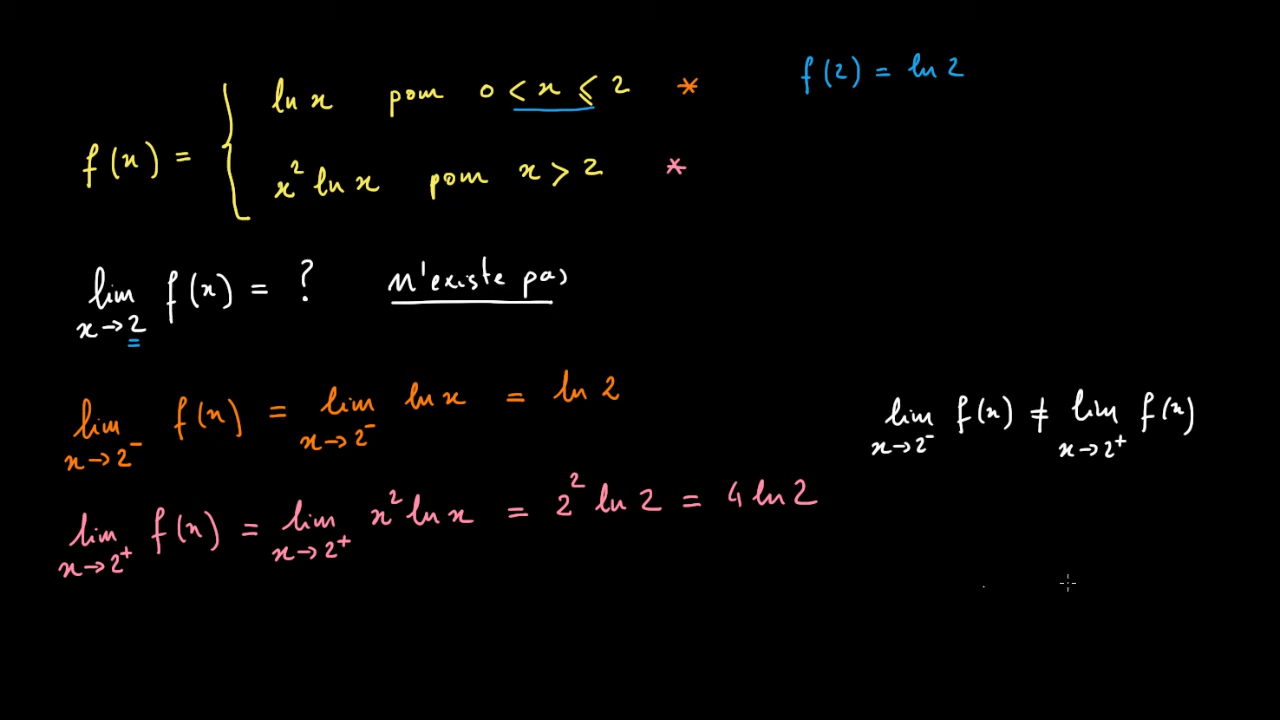 f(x) = { ln x pour 0 < x ≤ 2 *
x² ln x pour x > 2 *
f(2) = ln 2
lim x→2 f(x) = ? n'existe pas
lim x→2⁻ f(x) = lim x→2⁻ ln x = ln 2
lim x→2⁺ f(x) = lim x→2⁺ x² ln x = 2² ln 2 = 4 ln 2
lim x→2⁻ f(x) ≠ lim x→2⁺ f(x)